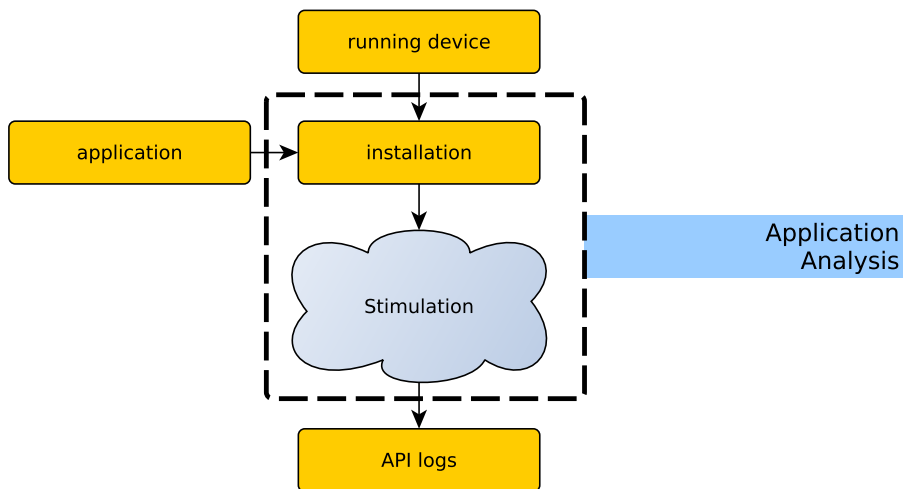 running device
application
installation
Application
Analysis
Stimulation
API logs